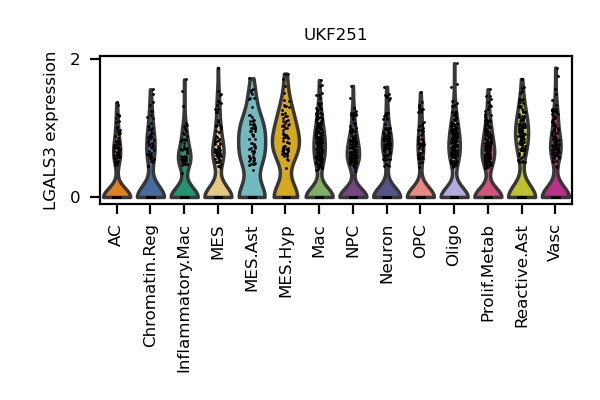 UKF251
LGALS3 expression
2
0
AC
Chromatin.Reg
Inflammatory.Mac
MES
MES.Ast
MES.Hyp
Mac
NPC
Neuron
OPC
Oligo
Prolif.Metab
Reactive.Ast
Vasc